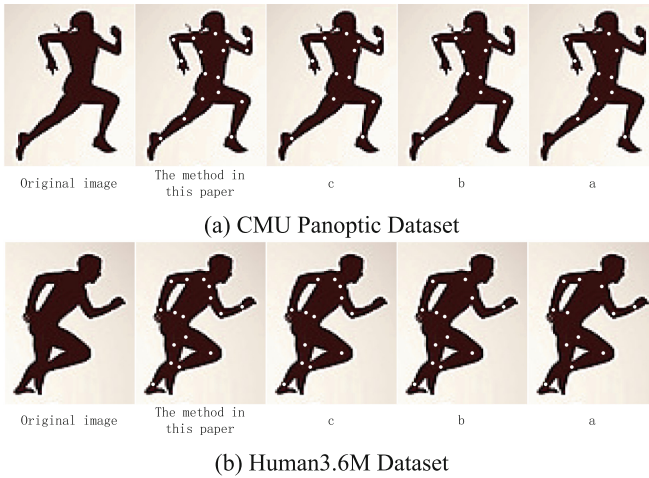 Original image
The method in
this paper
c
b
a
(a) CMU Panoptic Dataset
Original image
The method in
this paper
c
b
a
(b) Human3.6M Dataset